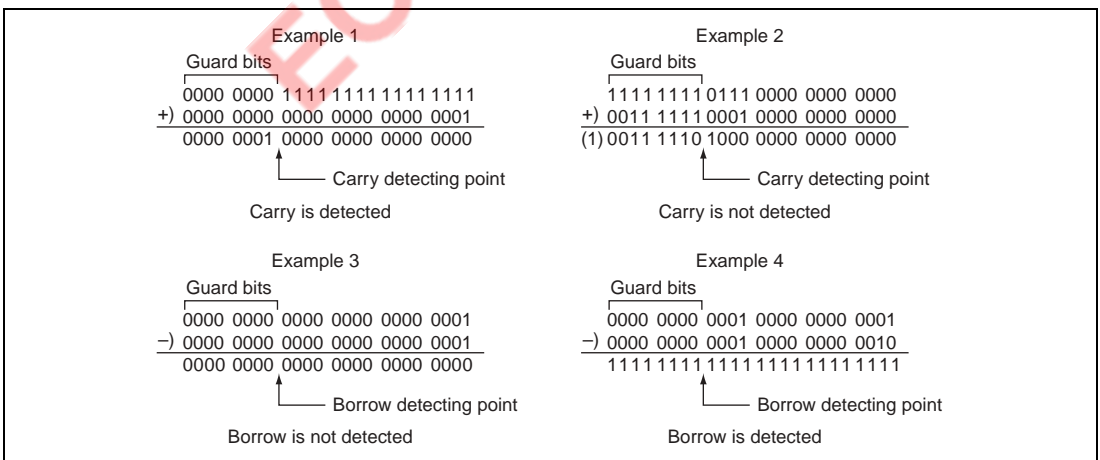 Example 1
Guard bits
0000 0000 1111 1111 1111 1111
+) 0000 0000 0000 0000 0000 0001
0000 0001 0000 0000 0000 0000
Carry detecting point
Carry is detected
Example 2
Guard bits
1111 1111 0111 0000 0000 0000
+) 0011 1111 0001 0000 0000 0000
(1) 0011 1110 1000 0000 0000 0000
Carry detecting point
Carry is not detected
Example 3
Guard bits
0000 0000 0000 0000 0000 0001
–) 0000 0000 0000 0000 0000 0001
0000 0000 0000 0000 0000 0000
Borrow detecting point
Borrow is not detected
Example 4
Guard bits
0000 0000 0001 0000 0000 0001
–) 0000 0000 0001 0000 0000 0010
1111 1111 1111 1111 1111 1111
Borrow detecting point
Borrow is detected